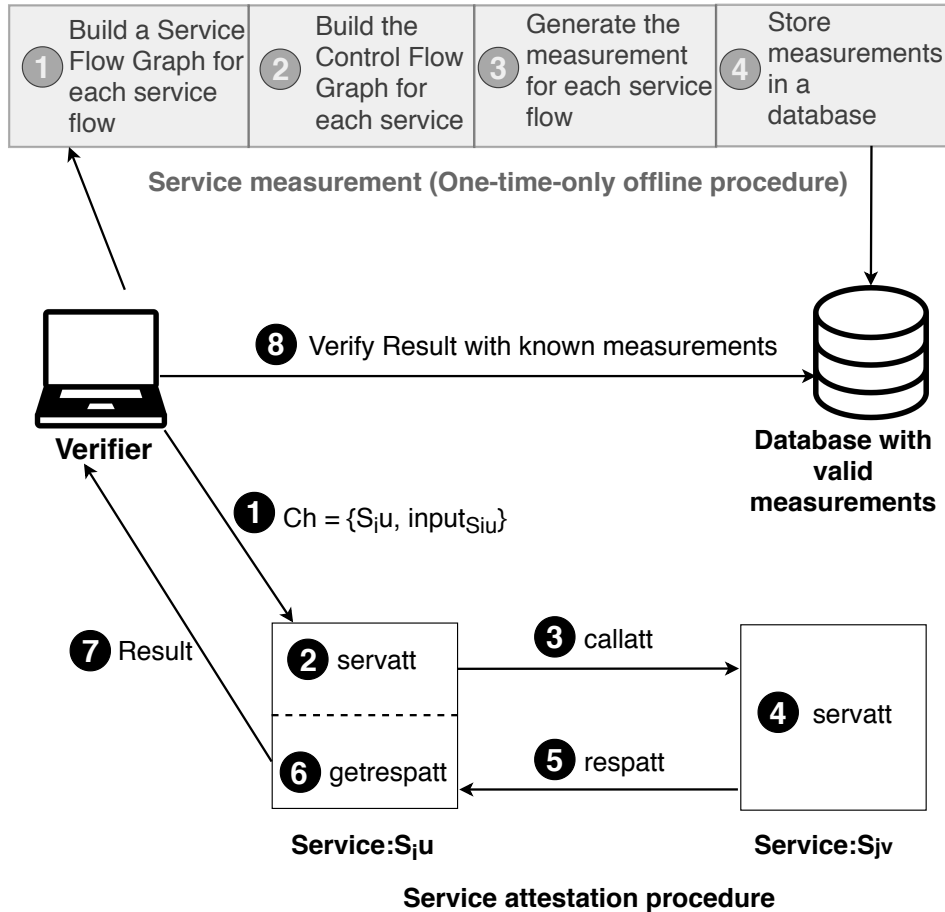 1 Build a Service
Flow Graph for
each service
flow
2 Build the
Control Flow
Graph for
each service
3 Generate the
measurement
for each service
flow
4 Store
measurements
in a
database
Service measurement (One-time-only offline procedure)
8 Verify Result with known measurements
Verifier
Database with
valid
measurements
1 Ch = {Siu, inputSiu}
7 Result
2 servatt
3 callatt
4 servatt
5 respatt
6 getrespatt
Service:Siu
Service:Sjv
Service attestation procedure